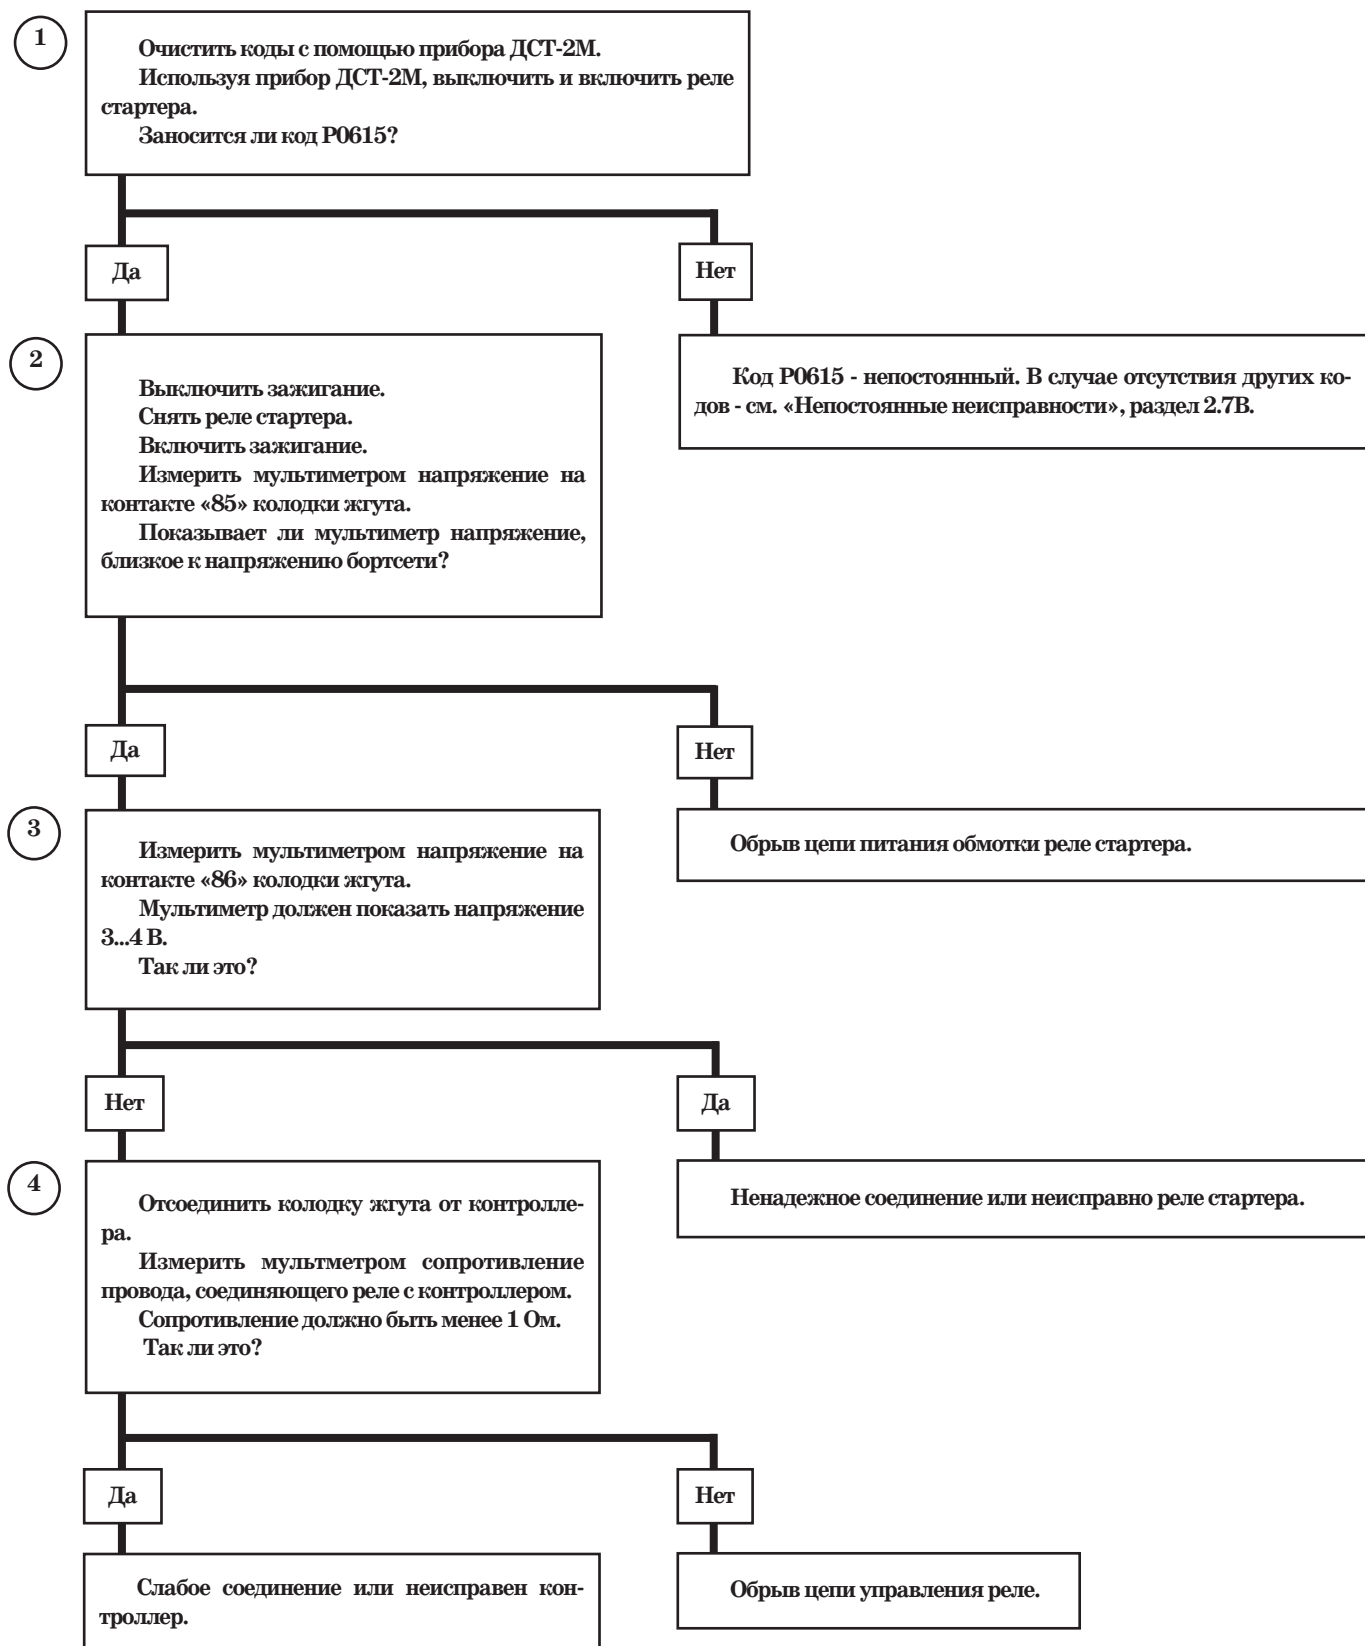 1
Очистить коды с помощью прибора ДСТ-2М.
Используя прибор ДСТ-2М, выключить и включить реле
стартера.
Заносится ли код Р0615?
Да
Нет
2
Выключить зажигание.
Снять реле стартера.
Включить зажигание.
Измерить мультиметром напряжение на
контакте «85» колодки жгута.
Показывает ли мультиметр напряжение,
близкое к напряжению бортсети?
Код Р0615 - непостоянный. В случае отсутствия других ко-
дов - см. «Непостоянные неисправности», раздел 2.7В.
Да
Нет
3
Измерить мультиметром напряжение на
контакте «86» колодки жгута.
Мультиметр должен показать напряжение
3...4 В.
Так ли это?
Обрыв цепи питания обмотки реле стартера.
Нет
Да
4
Отсоединить колодку жгута от контролле-
ра.
Измерить мультметром сопротивление
провода, соединяющего реле с контроллером.
Сопротивление должно быть менее 1 Ом.
Так ли это?
Ненадежное соединение или неисправно реле стартера.
Да
Нет
Слабое соединение или неисправен кон-
троллер.
Обрыв цепи управления реле.